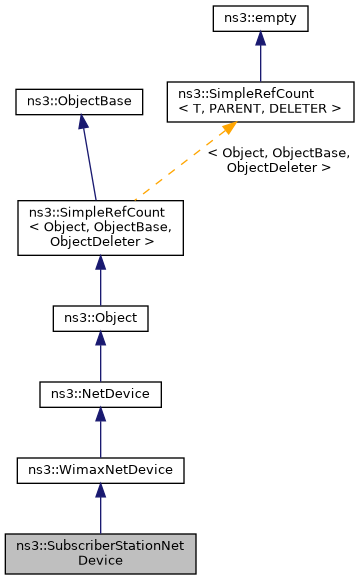 ns3::empty
ns3::ObjectBase
ns3::SimpleRefCount
< T, PARENT, DELETER >
< Object, ObjectBase,
ObjectDeleter >
ns3::SimpleRefCount
< Object, ObjectBase,
ObjectDeleter >
ns3::Object
ns3::NetDevice
ns3::WimaxNetDevice
ns3::SubscriberStationNet
Device